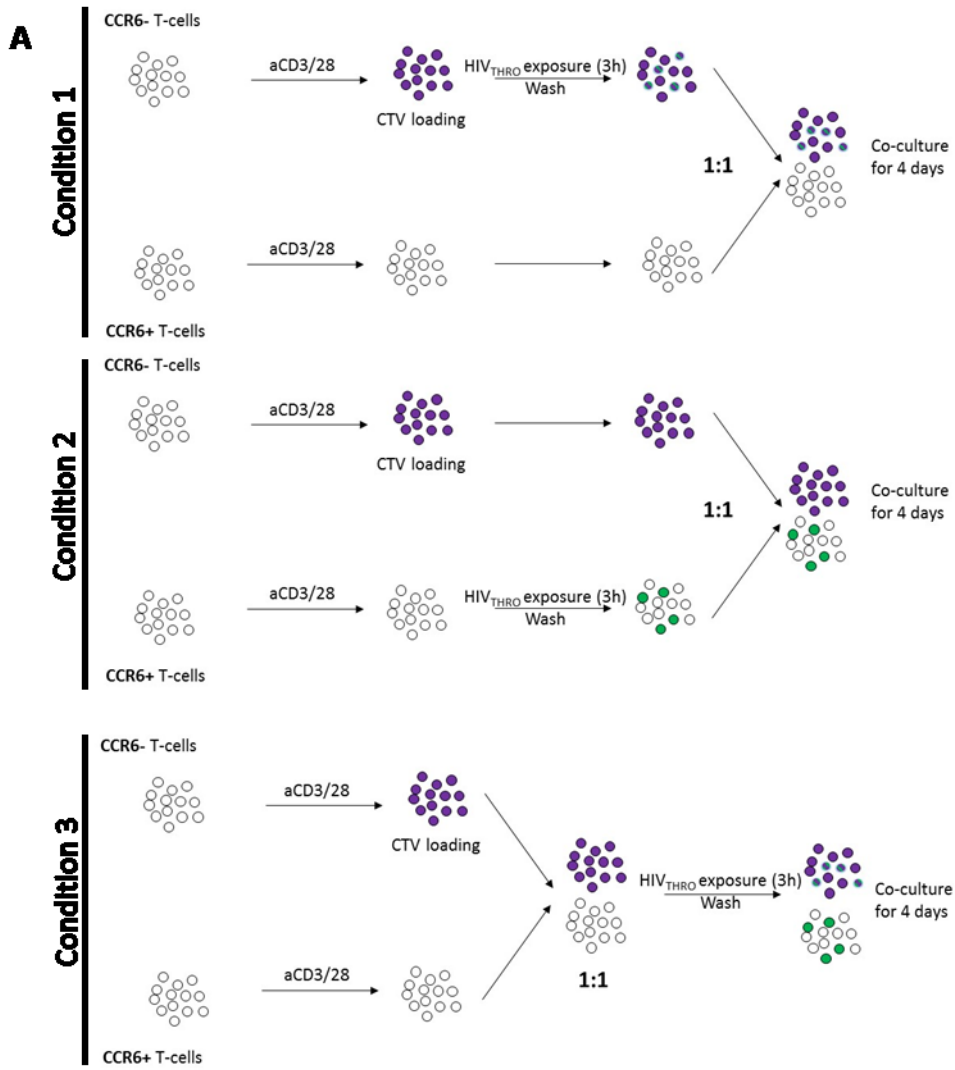 A
Condition 1
CCR6- T-cells
aCD3/28
CTV loading
HIVTHRO exposure (3h)
Wash
1:1
Co-culture
for 4 days
aCD3/28
CCR6+ T-cells
Condition 2
CCR6- T-cells
aCD3/28
CTV loading
1:1
Co-culture
for 4 days
aCD3/28
HIVTHRO exposure (3h)
Wash
CCR6+ T-cells
Condition 3
CCR6- T-cells
aCD3/28
CTV loading
HIVTHRO exposure (3h)
Wash
Co-culture
for 4 days
1:1
aCD3/28
CCR6+ T-cells